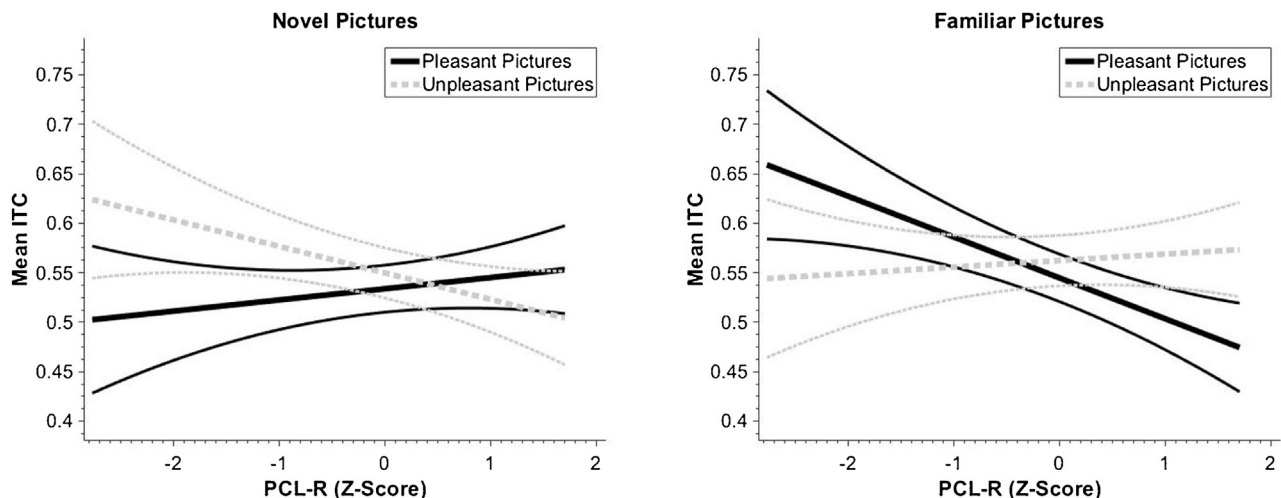 Novel Pictures
Pleasant Pictures
Unpleasant Pictures
0.75
0.7
0.65
0.6
0.55
0.5
0.45
0.4
Mean ITC
-2
-1
0
1
2
PCL-R (Z-Score)
Familiar Pictures
Pleasant Pictures
Unpleasant Pictures
0.75
0.7
0.65
0.6
0.55
0.5
0.45
0.4
Mean ITC
-2
-1
0
1
2
PCL-R (Z-Score)